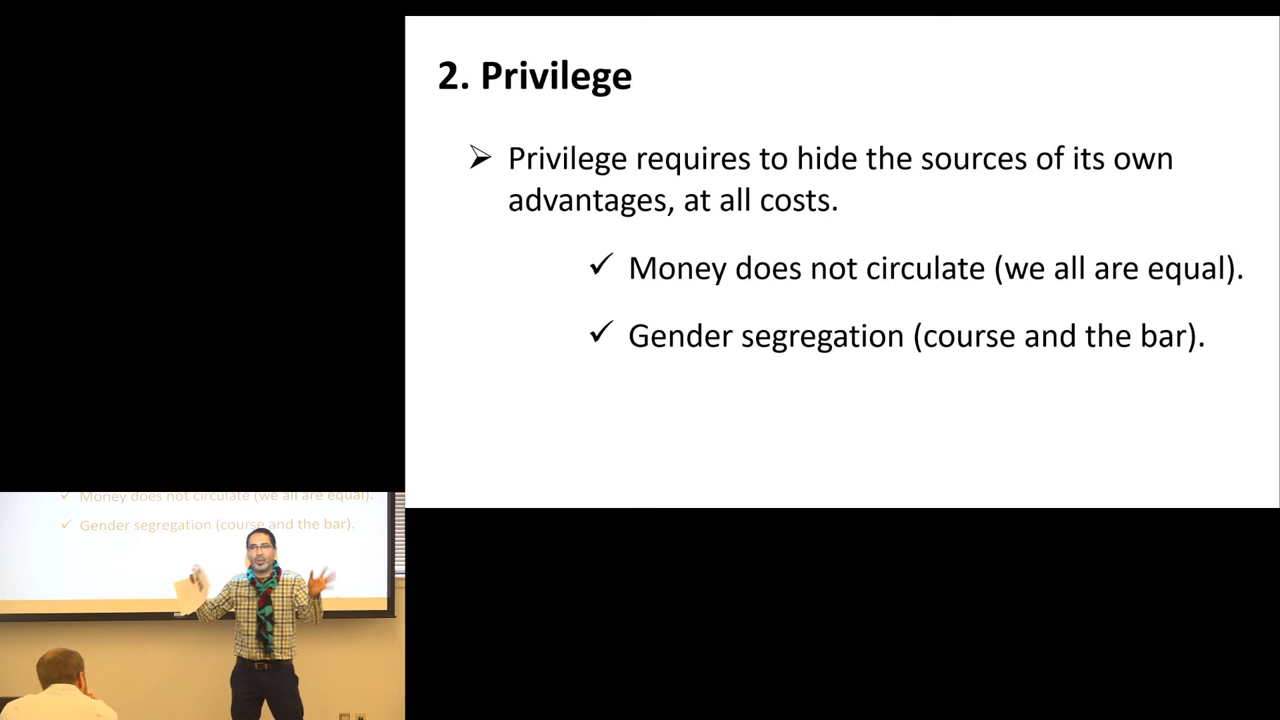 2. Privilege
➢ Privilege requires to hide the sources of its own
advantages, at all costs.
✓ Money does not circulate (we all are equal).
✓ Gender segregation (course and the bar).
✓ Money does not circulate (we all are equal).
✓ Gender segregation (course and the bar).